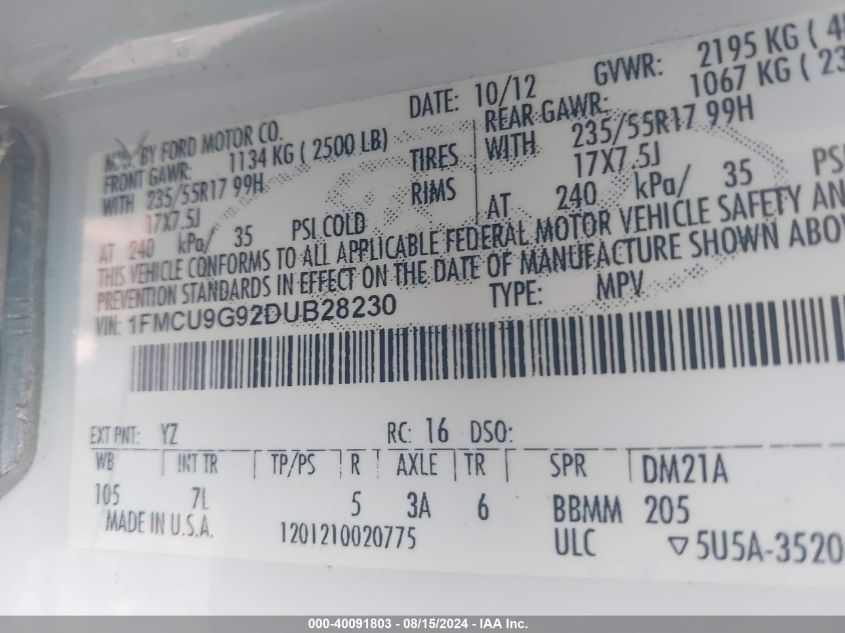 MFD. BY FORD MOTOR CO. DATE: 10/12 GVWR: 2195 KG ( 48
FRONT GAWR: 1134 KG ( 2500 LB) REAR GAWR: 1067 KG ( 23
WITH 235/55R17 99H TIRES WITH 235/55R17 99H
17X7.5J RIMS 17X7.5J
AT 240 kPa/ 35 PSI COLD AT 240 kPa/ 35 PSI
THIS VEHICLE CONFORMS TO ALL APPLICABLE FEDERAL MOTOR VEHICLE SAFETY AN
PREVENTION STANDARDS IN EFFECT ON THE DATE OF MANUFACTURE SHOWN ABOV
VIN: 1FMCU9G92DUB28230 TYPE: MPV
EXT PNT: YZ RC: 16 DSO:
WB INT TR TP/PS R AXLE TR SPR DM21A
105 7L 5 3A 6 BBMM 205
MADE IN U.S.A. 1201210020775 ULC ▽5U5A-3520
000-40091803 - 08/15/2024 - IAA Inc.